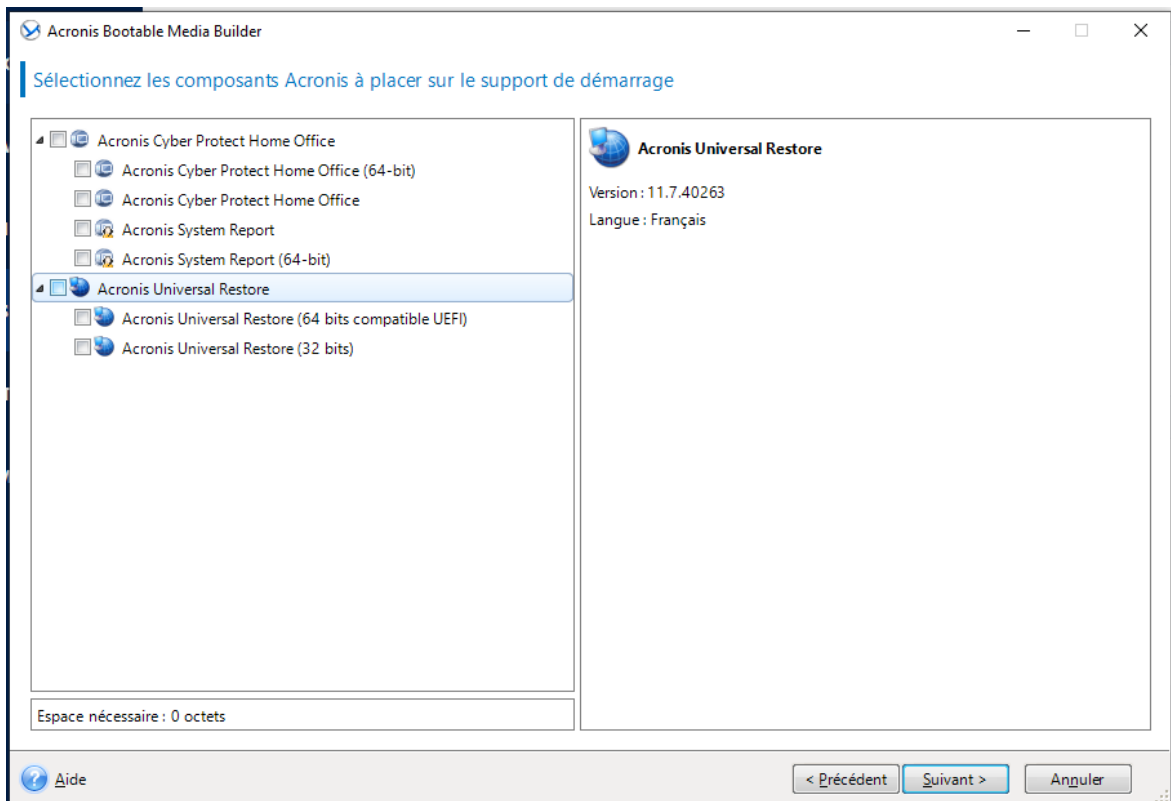 Acronis Bootable Media Builder
Sélectionnez les composants Acronis à placer sur le support de démarrage
Acronis Cyber Protect Home Office
Acronis Cyber Protect Home Office (64-bit)
Acronis Cyber Protect Home Office
Acronis System Report
Acronis System Report (64-bit)
Acronis Universal Restore
Acronis Universal Restore (64 bits compatible UEFI)
Acronis Universal Restore (32 bits)
Espace nécessaire : 0 octets
Acronis Universal Restore
Version : 11.7.40263
Langue : Français
Aide
< Précédent
Suivant >
Annuler